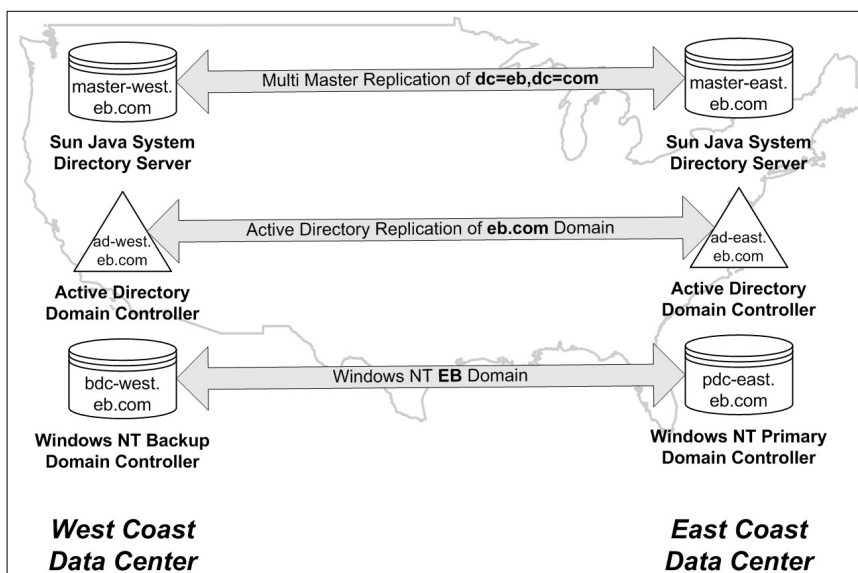 master-west.
eb.com
Sun Java System
Directory Server
Multi Master Replication of dc=eb,dc=com
master-east.
eb.com
Sun Java System
Directory Server
ad-west.
eb.com
Active Directory
Domain Controller
Active Directory Replication of eb.com Domain
ad-east.
eb.com
Active Directory
Domain Controller
bdc-west.
eb.com
Windows NT Backup
Domain Controller
Windows NT EB Domain
pdc-east.
eb.com
Windows NT Primary
Domain Controller
West Coast
Data Center
East Coast
Data Center